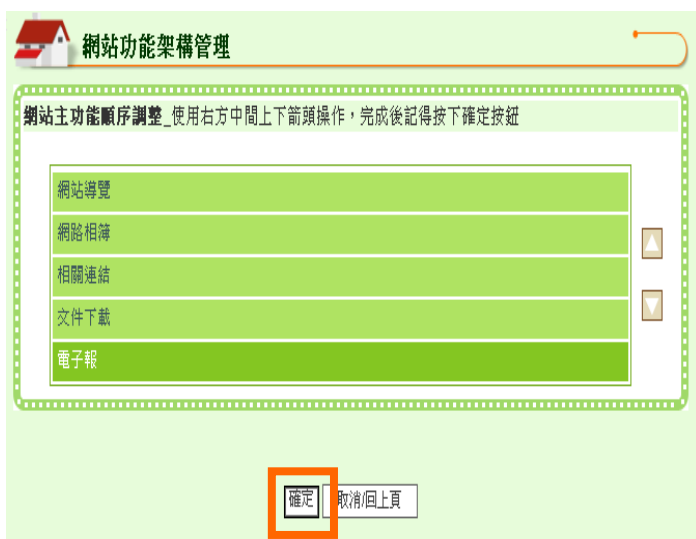 網站功能架構管理
網站主功能順序調整_使用右方中間上下箭頭操作，完成後記得按下確定按鈕
網站導覽
網路相簿
相關連結
文件下載
電子報
確定 取消/回上頁